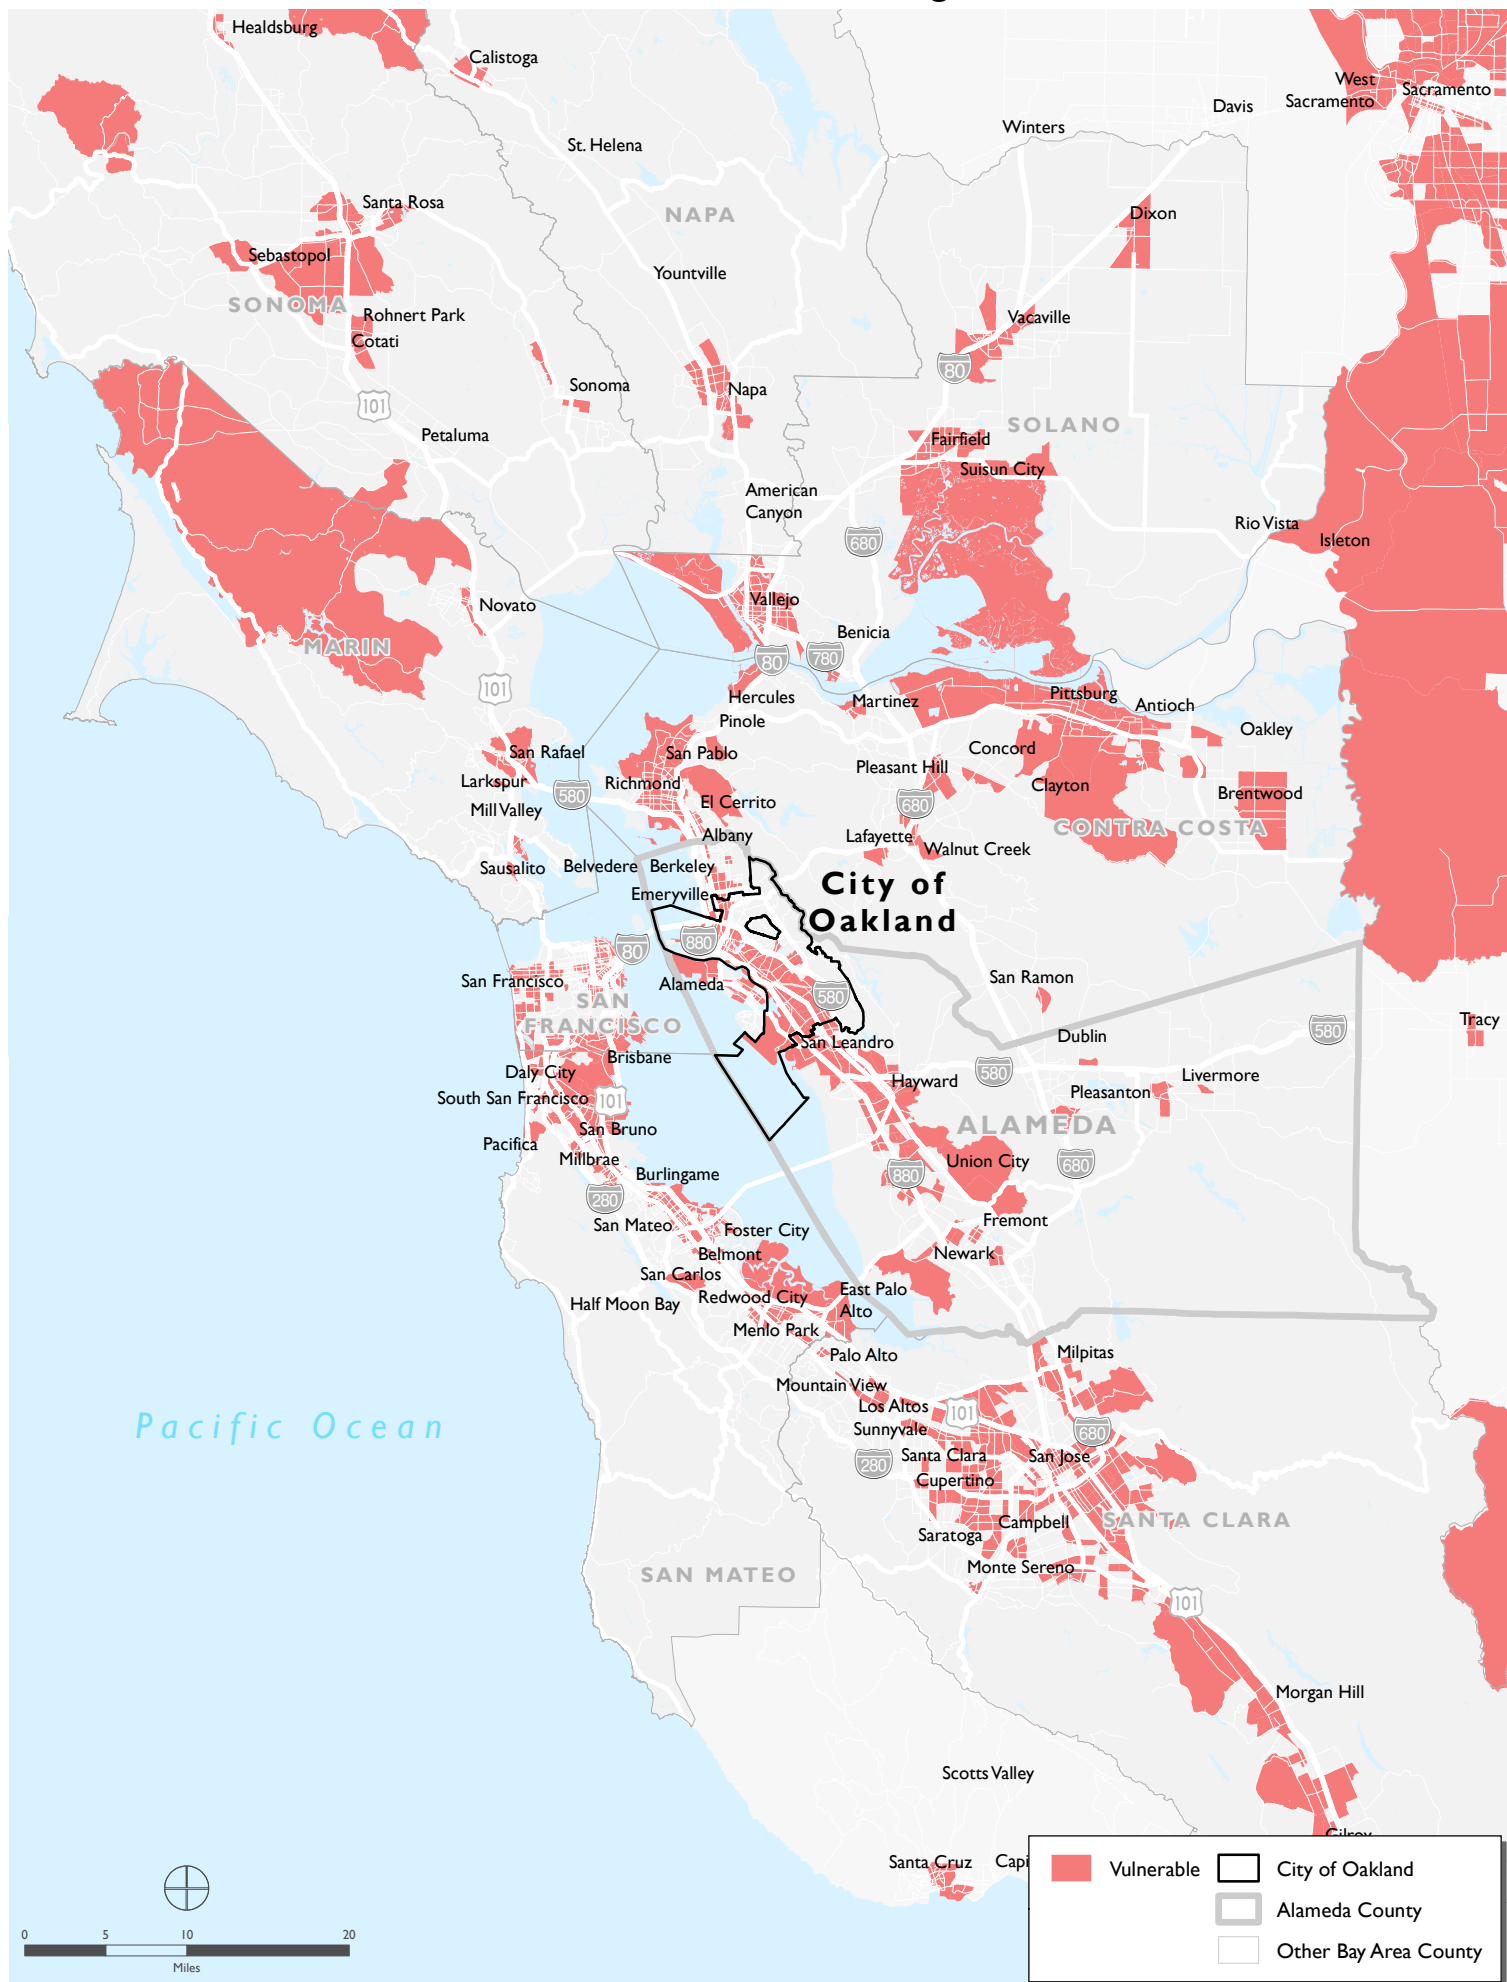 Healdsburg
Calistoga
West
Sacramento
Sacramento
Davis
Winters
St. Helena
Santa Rosa
NAPA
Dixon
Sebastopol
Yountville
SONOMA
Rohnert Park
Cotati
Vacaville
80
Sonoma
Napa
101
SOLANO
Petaluma
Fairfield
Suisun City
American
Canyon
Rio Vista
Isleton
680
Vallejo
Novato
Benicia
MARIN
80
780
101
Hercules
Martinez
Pittsburg
Antioch
Pinole
Oakley
San Rafael
San Pablo
Concord
Pleasant Hill
Larkspur
Richmond
Clayton
Brentwood
580
680
El Cerrito
Mill Valley
CONTRA COSTA
Albany
Lafayette
Walnut Creek
Sausalito
Belvedere
Berkeley
City of
Oakland
Emeryville
80
880
San Francisco
Alameda
San Ramon
580
SAN
FRANCISCO
Tracy
580
Dublin
San Leandro
Brisbane
Daly City
580
Hayward
Livermore
Pleasanton
South San Francisco
101
San Bruno
ALAMEDA
Pacifica
Millbrae
Union City
680
Burlingame
880
280
San Mateo
Foster City
Fremont
Belmont
Newark
San Carlos
East Palo
Alto
Redwood City
Half Moon Bay
Menlo Park
Palo Alto
Milpitas
Mountain View
Los Altos
101
Pacific Ocean
Sunnyvale
680
Santa Clara
San Jose
280
Cupertino
Campbell
SANTA CLARA
Saratoga
Monte Sereno
SAN MATEO
101
Morgan Hill
Scotts Valley
Gilroy
Santa Cruz
Capi
Vulnerable
City of Oakland
Alameda County
Other Bay Area County
0 5 10 20
Miles